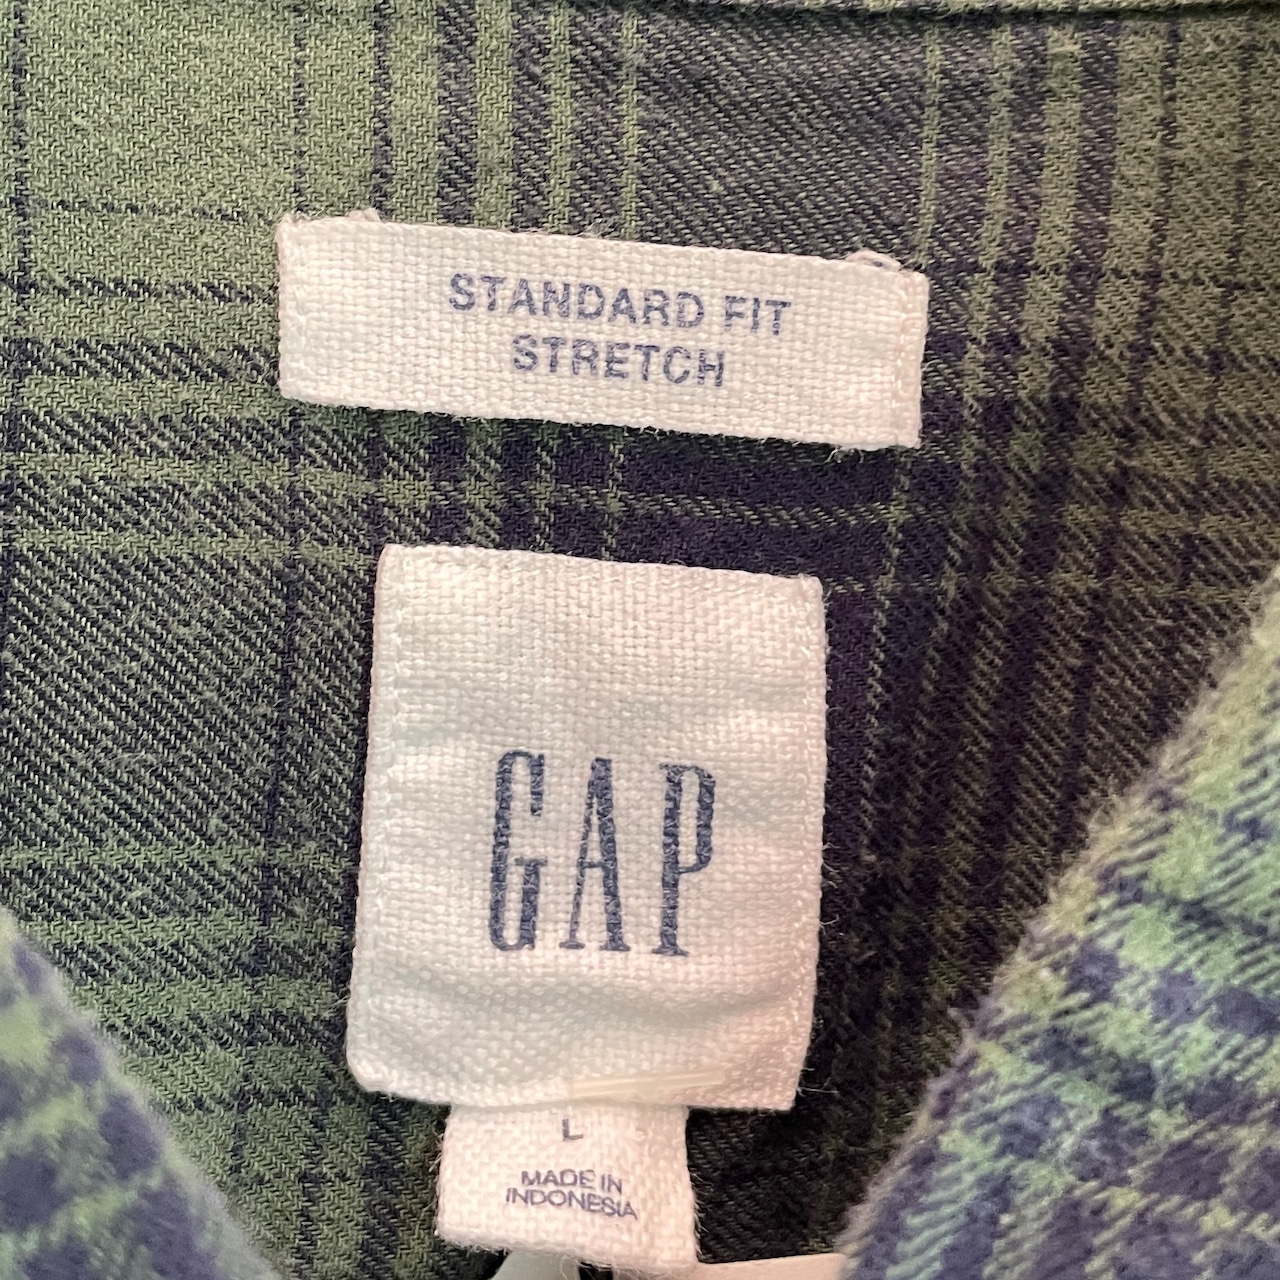 STANDARD FIT
STRETCH
GAP
L
MADE IN
INDONESIA